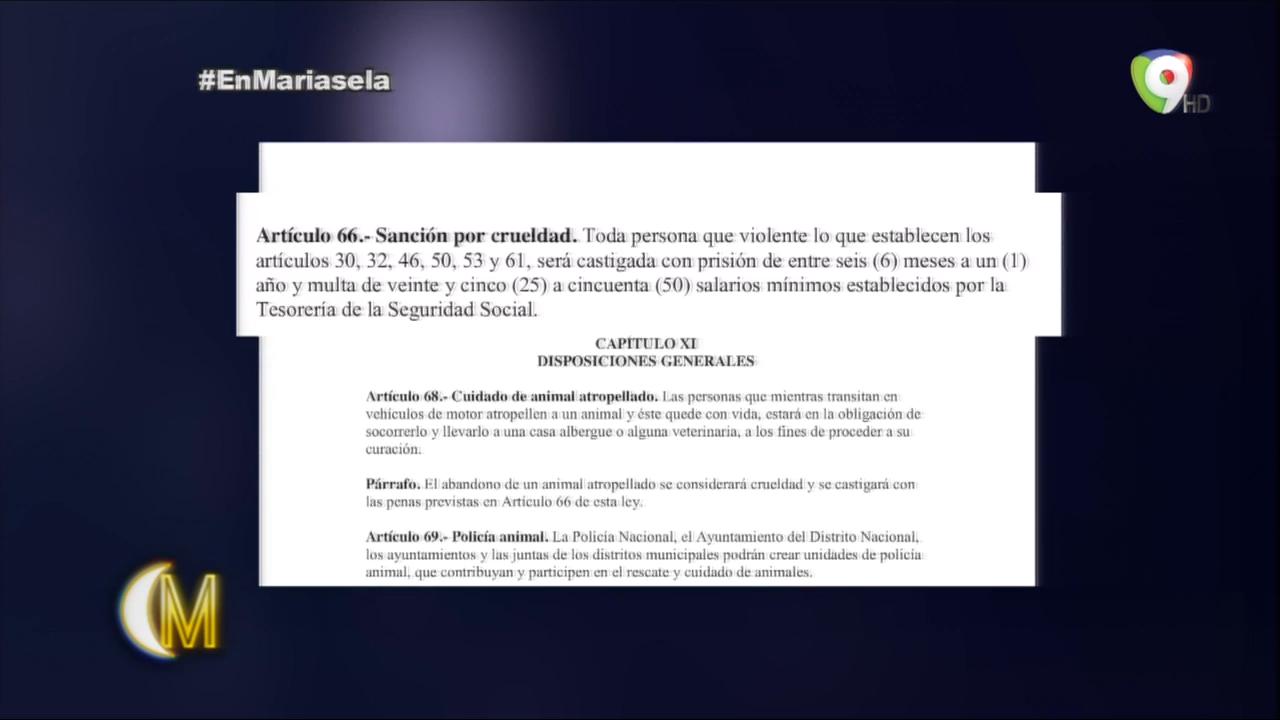 #EnMariasela
9
HD
Artículo 66.- Sanción por crueldad. Toda persona que violente lo que establecen los
artículos 30, 32, 46, 50, 53 y 61, será castigada con prisión de entre seis (6) meses a un (1)
año y multa de veinte y cinco (25) a cincuenta (50) salarios mínimos establecidos por la
Tesorería de la Seguridad Social.
CAPÍTULO XI
DISPOSICIONES GENERALES
Artículo 68.- Cuidado de animal atropellado. Las personas que mientras transitan en
vehículos de motor atropellen a un animal y éste quede con vida, estará en la obligación de
socorrerlo y llevarlo a una casa albergue o alguna veterinaria, a los fines de proceder a su
curación.
Párrafo. El abandono de un animal atropellado se considerará crueldad y se castigará con
las penas previstas en Artículo 66 de esta ley.
Artículo 69.- Policía animal. La Policía Nacional, el Ayuntamiento del Distrito Nacional,
los ayuntamientos y las juntas de los distritos municipales podrán crear unidades de policía
animal, que contribuyan y participen en el rescate y cuidado de animales.
M